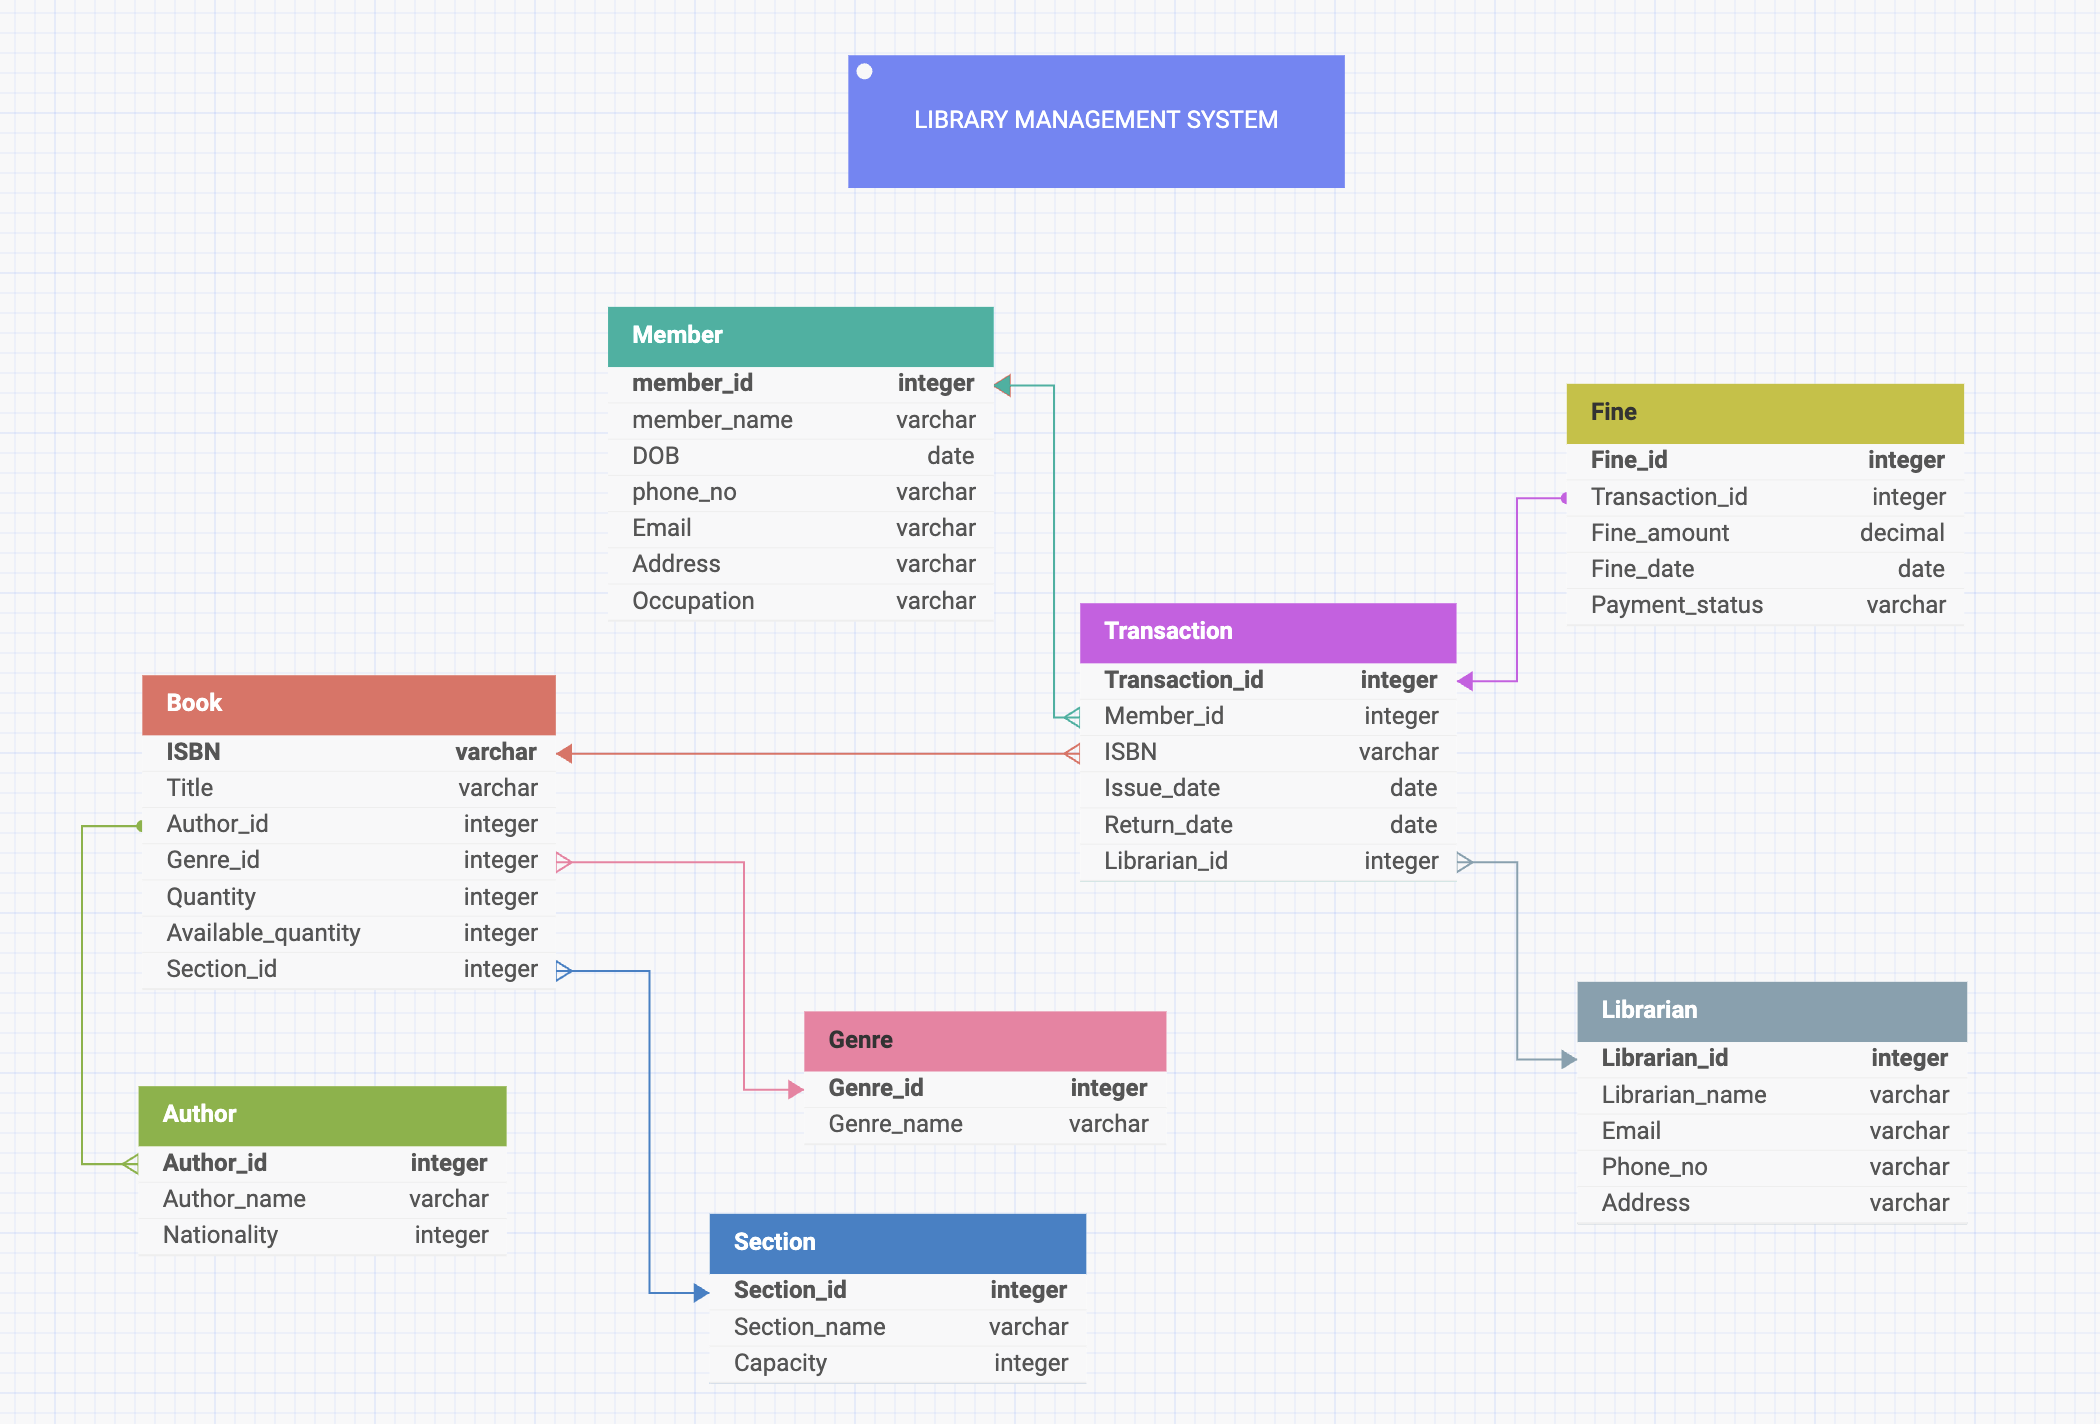 LIBRARY MANAGEMENT SYSTEM
Member
member_id integer
member_name varchar
DOB date
phone_no varchar
Email varchar
Address varchar
Occupation varchar
Fine
Fine_id integer
Transaction_id integer
Fine_amount decimal
Fine_date date
Payment_status varchar
Transaction
Transaction_id integer
Member_id integer
ISBN varchar
Issue_date date
Return_date date
Librarian_id integer
Book
ISBN varchar
Title varchar
Author_id integer
Genre_id integer
Quantity integer
Available_quantity integer
Section_id integer
Librarian
Librarian_id integer
Librarian_name varchar
Email varchar
Phone_no varchar
Address varchar
Genre
Genre_id integer
Genre_name varchar
Author
Author_id integer
Author_name varchar
Nationality integer
Section
Section_id integer
Section_name varchar
Capacity integer